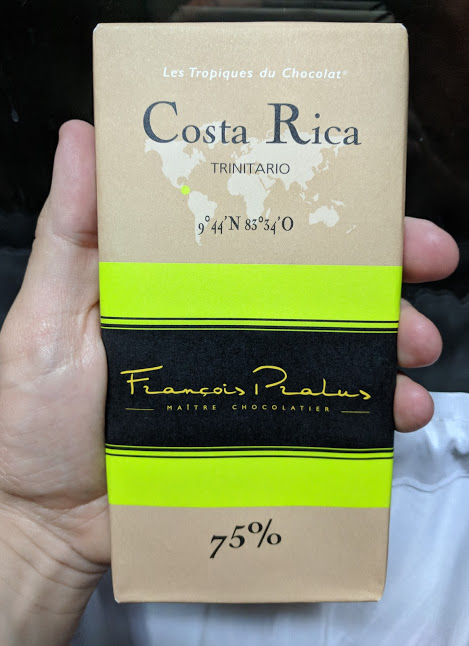 Les Tropiques du Chocolat®
Costa Rica
TRINITARIO
9°44'N 83°34'O
François Pralus
MAÎTRE CHOCOLATIER
75%